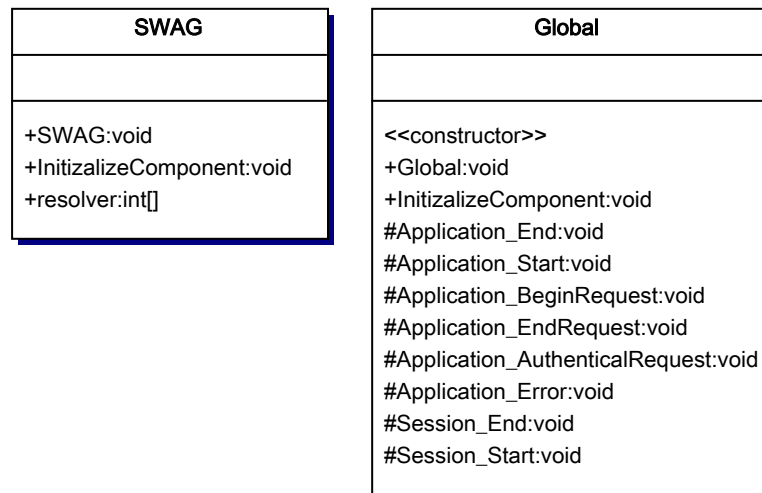 SWAG
+SWAG:void
+InitizalizeComponent:void
+resolver:int[]
Global
<<constructor>>
+Global:void
+InitizalizeComponent:void
#Application_End:void
#Application_Start:void
#Application_BeginRequest:void
#Application_EndRequest:void
#Application_AuthenticalRequest:void
#Application_Error:void
#Session_End:void
#Session_Start:void